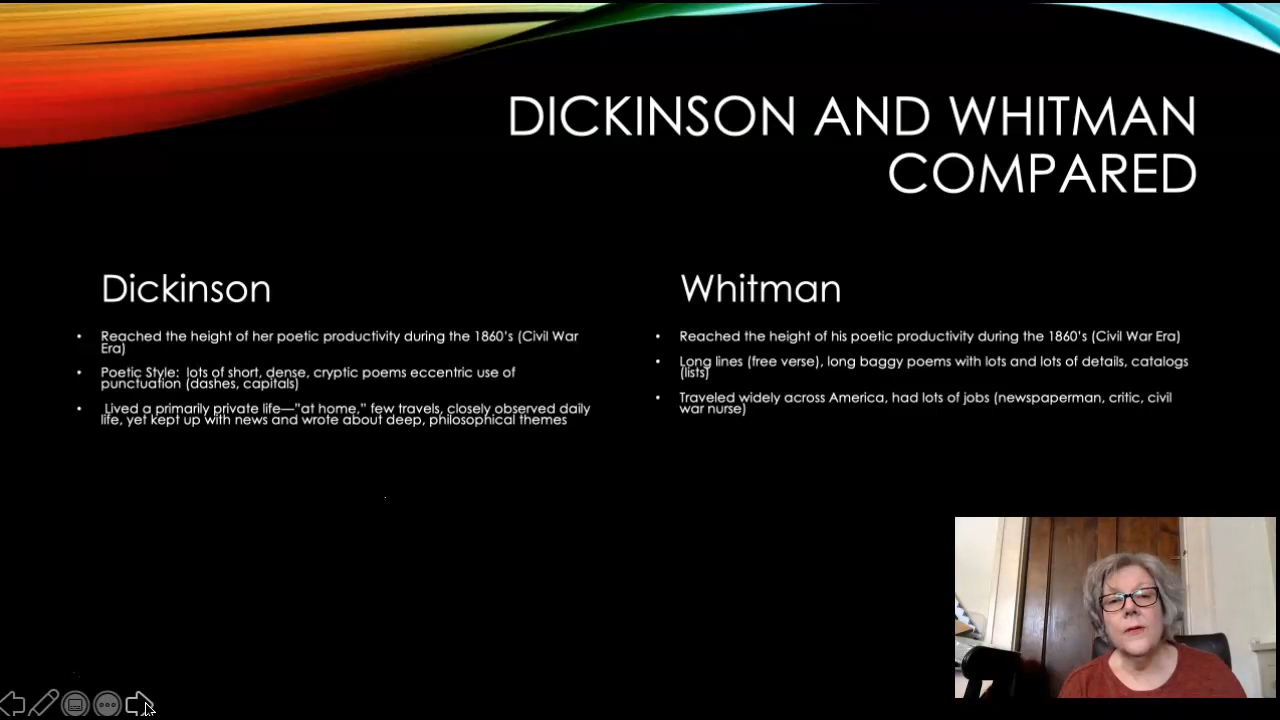 DICKINSON AND WHITMAN
COMPARED
Dickinson
• Reached the height of her poetic productivity during the 1860's (Civil War
Era)
• Poetic Style:  lots of short, dense, cryptic poems eccentric use of
punctuation (dashes, capitals)
• Lived a primarily private life—"at home," few travels, closely observed daily
life, yet kept up with news and wrote about deep, philosophical themes
Whitman
• Reached the height of his poetic productivity during the 1860's (Civil War Era)
• Long lines (free verse), long baggy poems with lots and lots of details, catalogs
(lists)
• Traveled widely across America, had lots of jobs (newspaperman, critic, civil
war nurse)